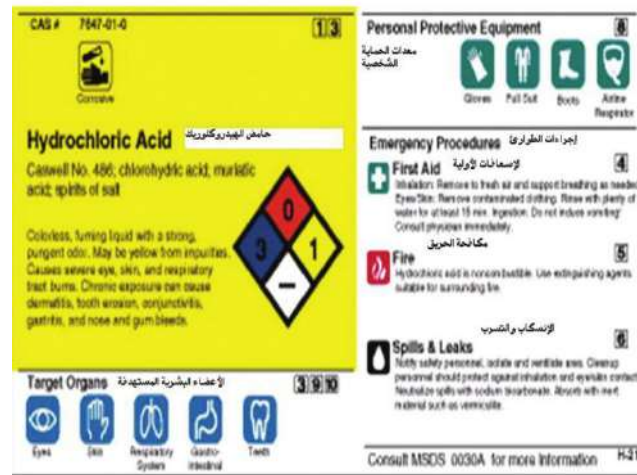 CAS # 7647-01-0
1 3
Corrosive
Hydrochloric Acid حامض الهيدروكلوريك
Caswell No. 486; chlorohydric acid; muriatic
acid; spirits of salt
Colorless, fuming liquid with a strong,
pungent odor. May be yellow from impurities.
Causes severe eye, skin, and respiratory
tract burns. Chronic exposure can cause
dermatitis, tooth erosion, conjunctivitis,
gastritis, and nose and gum bleeds.
0
3 1
—
Target Organs الأعضاء البشرية المستهدفة 3 9 10
Eyes
Skin
Respiratory
System
Gastro-
intestinal
Teeth
Personal Protective Equipment 8
معدات الحماية
الشخصية
Gloves
Full Suit
Boots
Airline
Respirator
Emergency Procedures إجراءات الطوارئ
First Aid الإسعافات الأولية 4
Inhalation: Remove to fresh air and support breathing as needed.
Eyes/Skin: Remove contaminated clothing. Rinse with plenty of
water for at least 15 min. Ingestion: Do not induce vomiting!
Consult physician immediately.
مكافحة الحريق
Fire 5
Hydrochloric acid is noncombustible. Use extinguishing agents
suitable for surrounding fire.
الإنسكاب والتسرب
Spills & Leaks 6
Notify safety personnel, isolate and ventilate area. Cleanup
personnel should protect against inhalation and eye/skin contact.
Neutralize spills with sodium bicarbonate. Absorb with inert
material such as vermiculite.
Consult MSDS 0030A for more Information